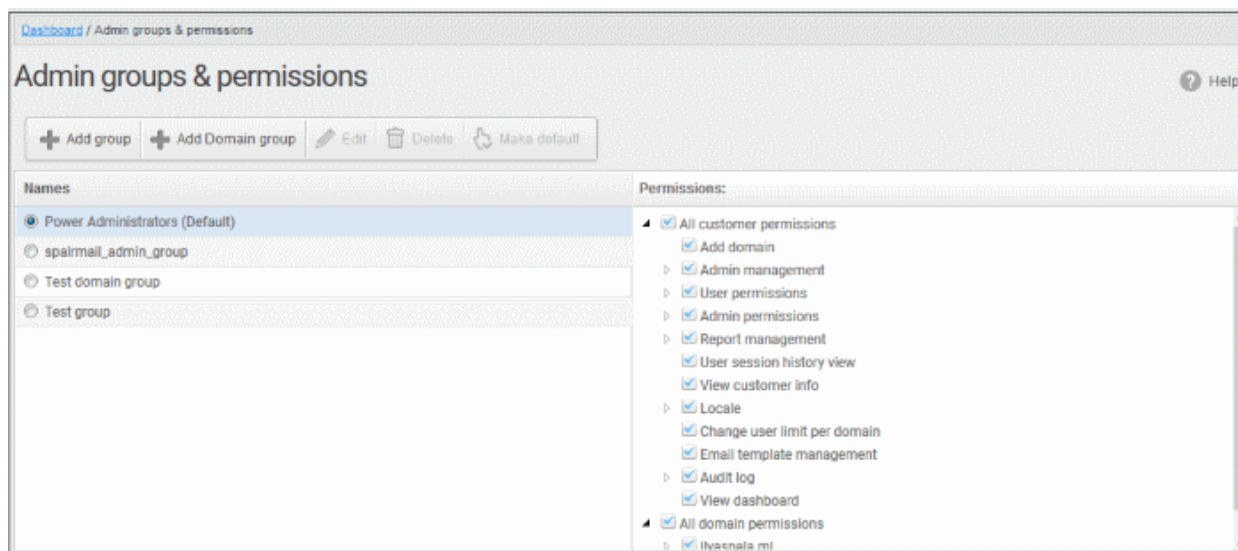 Dashboard / Admin groups & permissions
Admin groups & permissions
Help
Add group
Add Domain group
Edit
Delete
Make default
Names
Permissions:
Power Administrators (Default)
spairmail_admin_group
Test domain group
Test group
All customer permissions
Add domain
Admin management
User permissions
Admin permissions
Report management
User session history view
View customer info
Locale
Change user limit per domain
Email template management
Audit log
View dashboard
All domain permissions